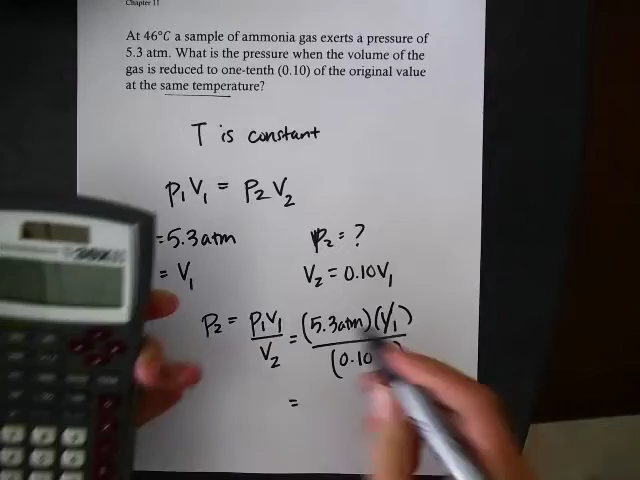 Chapter 11
At 46°C a sample of ammonia gas exerts a pressure of
5.3 atm. What is the pressure when the volume of the
gas is reduced to one-tenth (0.10) of the original value
at the same temperature?
T is constant
P₁V₁ = P₂V₂
= 5.3 atm P₂ = ?
= V₁ V₂ = 0.10V₁
P₂ = P₁V₁ / V₂ = (5.3atm)(V₁) / (0.10 )
=